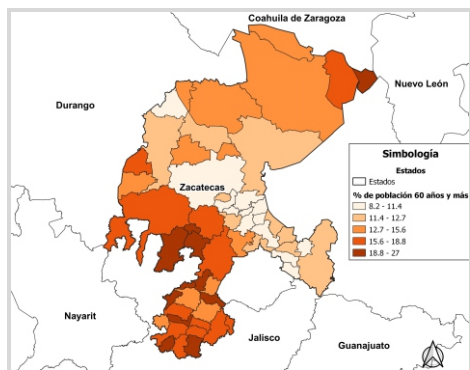 Coahuila de Zaragoza
Nuevo León
Durango
Zacatecas
Simbología
Estados
Estados
% de población 60 años y más
8.2 - 11.4
11.4 - 12.7
12.7 - 15.6
15.6 - 18.8
18.8 - 27
Nayarit
Jalisco
Guanajuato